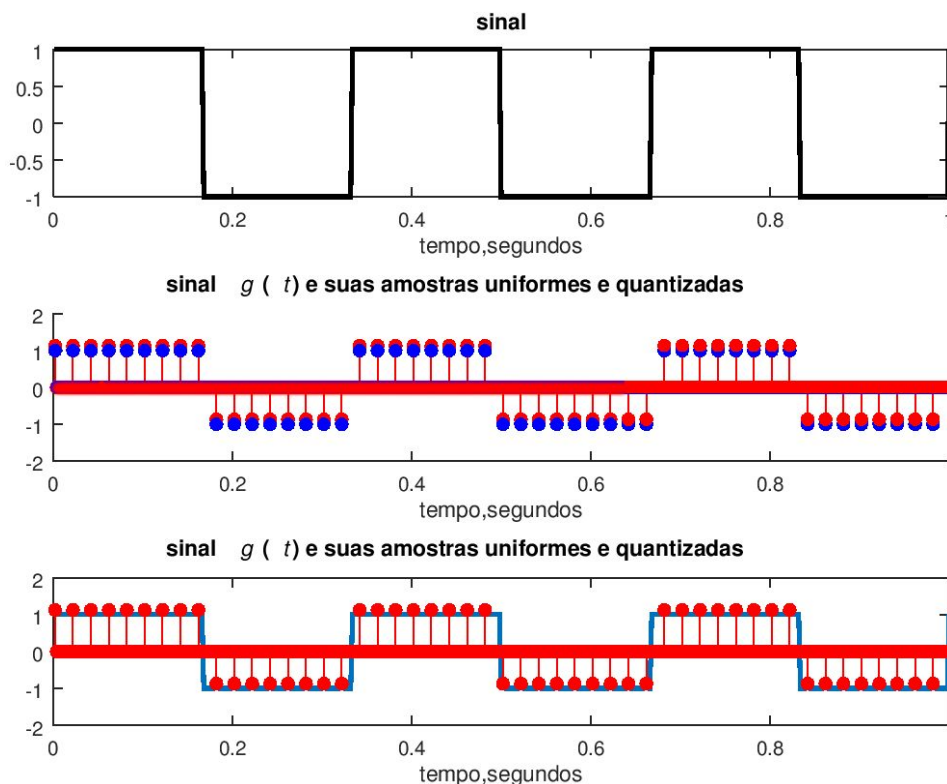 sinal
1
0.5
0
-0.5
-1
0 0.2 0.4 0.6 0.8 1
tempo,segundos
sinal g ( t) e suas amostras uniformes e quantizadas
2
1
0
-1
-2
0 0.2 0.4 0.6 0.8
tempo,segundos
sinal g ( t) e suas amostras uniformes e quantizadas
2
1
0
-1
-2
0 0.2 0.4 0.6 0.8
tempo,segundos